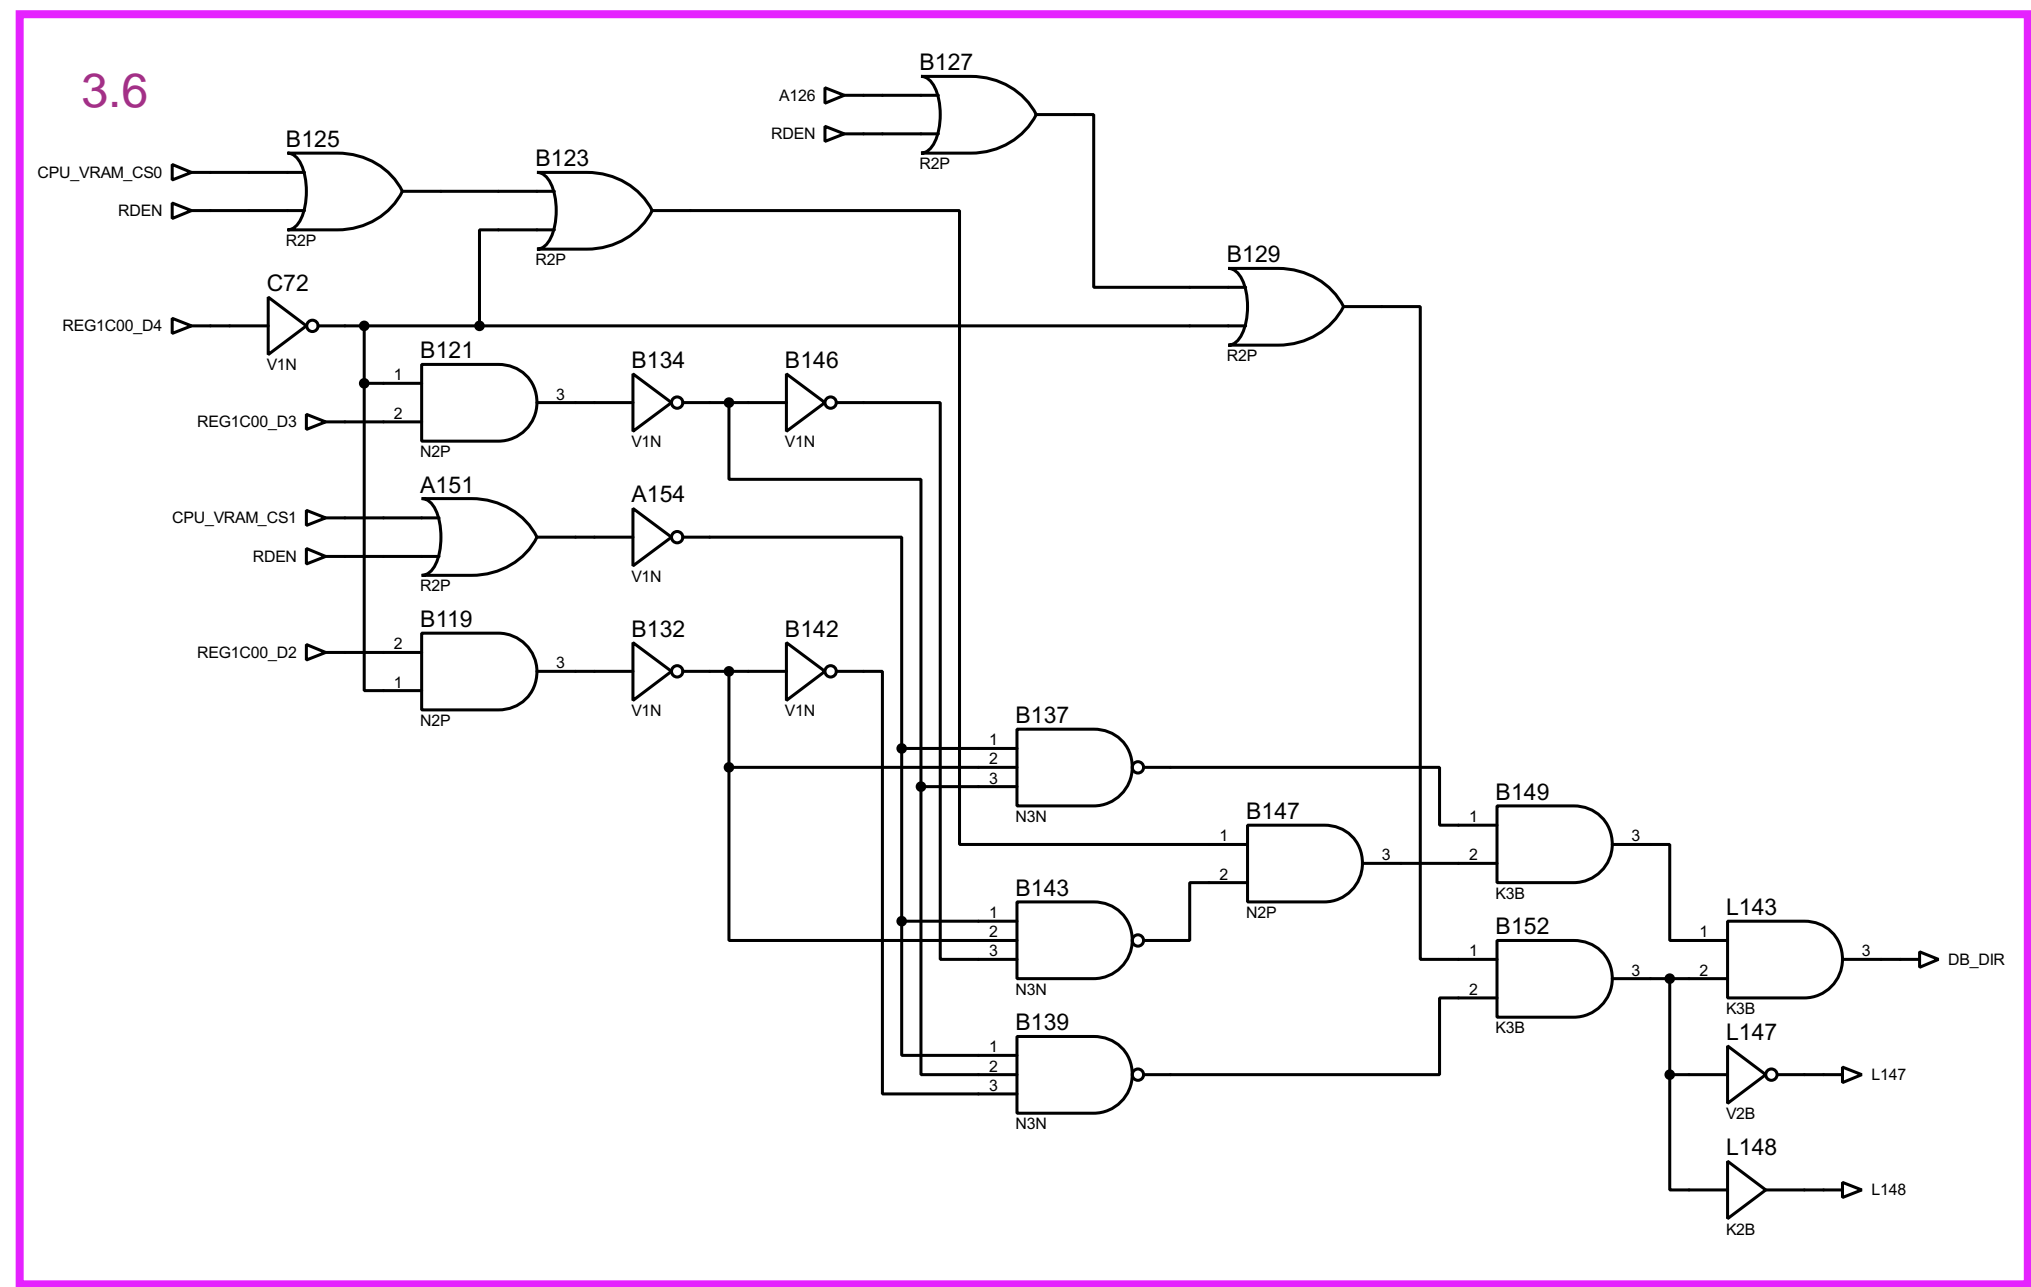 3.6
B127
A126
RDEN
R2P
B125
CPU_VRAM_CS0
RDEN
R2P
B123
R2P
B129
R2P
C72
REG1C00_D4
V1N
B121
1
REG1C00_D3
2
3
N2P
B134
V1N
B146
V1N
A151
CPU_VRAM_CS1
RDEN
R2P
A154
V1N
B119
REG1C00_D2
2
1
3
N2P
B132
V1N
B142
V1N
B137
1
2
3
N3N
B147
1
2
3
N2P
B149
1
2
3
K3B
B143
1
2
3
N3N
B152
1
2
3
K3B
L143
1
2
3
DB_DIR
K3B
B139
1
2
3
N3N
L147
L147
V2B
L148
L148
K2B